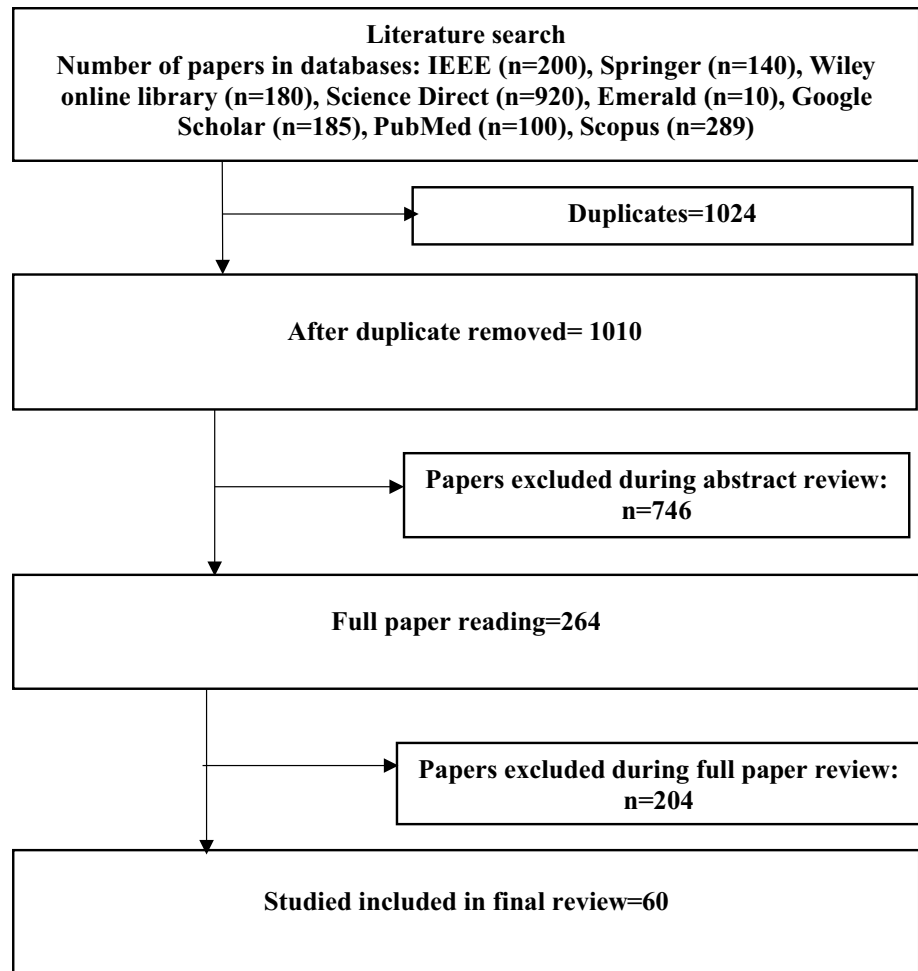 Literature search
Number of papers in databases: IEEE (n=200), Springer (n=140), Wiley
online library (n=180), Science Direct (n=920), Emerald (n=10), Google
Scholar (n=185), PubMed (n=100), Scopus (n=289)
Duplicates=1024
After duplicate removed= 1010
Papers excluded during abstract review:
n=746
Full paper reading=264
Papers excluded during full paper review:
n=204
Studied included in final review=60